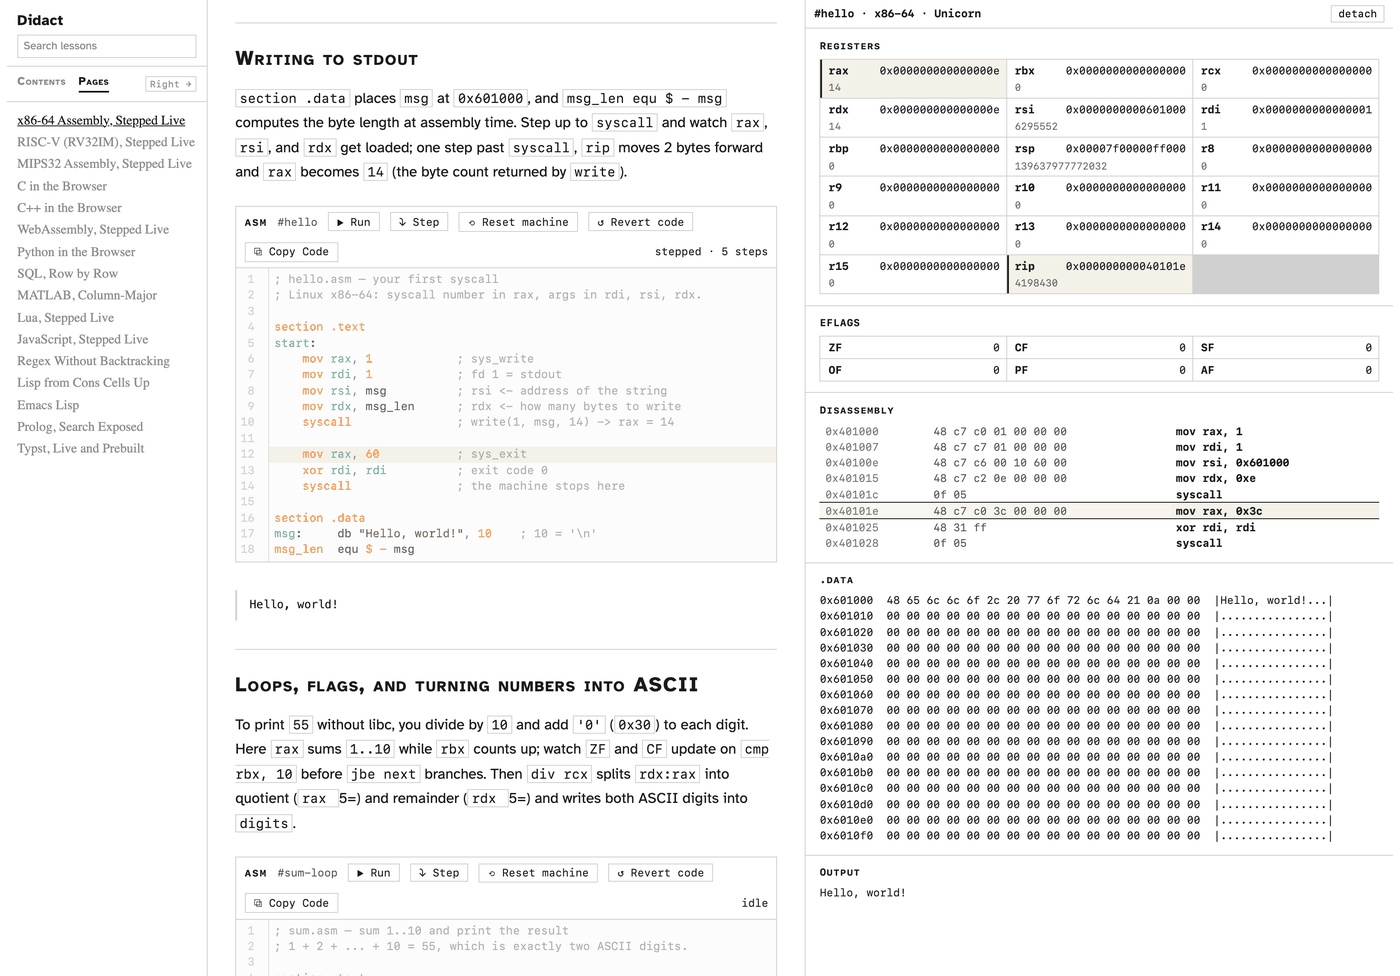 Didact
Search lessons
Contents Pages Right →
x86-64 Assembly, Stepped Live
RISC-V (RV32IM), Stepped Live
MIPS32 Assembly, Stepped Live
C in the Browser
C++ in the Browser
WebAssembly, Stepped Live
Python in the Browser
SQL, Row by Row
MATLAB, Column-Major
Lua, Stepped Live
JavaScript, Stepped Live
Regex Without Backtracking
Lisp from Cons Cells Up
Emacs Lisp
Prolog, Search Exposed
Typst, Live and Prebuilt
Writing to stdout
section .data places msg at 0x601000, and msg_len equ $ - msg
computes the byte length at assembly time. Step up to syscall and watch rax,
rsi, and rdx get loaded; one step past syscall, rip moves 2 bytes forward
and rax becomes 14 (the byte count returned by write).
ASM #hello ▶ Run ⤵ Step ⟲ Reset machine ↺ Revert code
⧉ Copy Code stepped · 5 steps
1 ; hello.asm — your first syscall
2 ; Linux x86-64: syscall number in rax, args in rdi, rsi, rdx.
3
4 section .text
5 start:
6 mov rax, 1 ; sys_write
7 mov rdi, 1 ; fd 1 = stdout
8 mov rsi, msg ; rsi <- address of the string
9 mov rdx, msg_len ; rdx <- how many bytes to write
10 syscall ; write(1, msg, 14) -> rax = 14
11
12 mov rax, 60 ; sys_exit
13 xor rdi, rdi ; exit code 0
14 syscall ; the machine stops here
15
16 section .data
17 msg: db "Hello, world!", 10 ; 10 = '\n'
18 msg_len equ $ - msg
Hello, world!
Loops, flags, and turning numbers into ASCII
To print 55 without libc, you divide by 10 and add '0' (0x30) to each digit.
Here rax sums 1..10 while rbx counts up; watch ZF and CF update on cmp
rbx, 10 before jbe next branches. Then div rcx splits rdx:rax into
quotient (rax 5=) and remainder (rdx 5=) and writes both ASCII digits into
digits.
ASM #sum-loop ▶ Run ⤵ Step ⟲ Reset machine ↺ Revert code
⧉ Copy Code idle
1 ; sum.asm — sum 1..10 and print the result
2 ; 1 + 2 + ... + 10 = 55, which is exactly two ASCII digits.
3
#hello · x86-64 · Unicorn detach
Registers
rax 0x000000000000000e rbx 0x0000000000000000 rcx 0x0000000000000000
14 0 0
rdx 0x000000000000000e rsi 0x0000000000601000 rdi 0x0000000000000001
14 6295552 1
rbp 0x0000000000000000 rsp 0x00007f00000ff000 r8 0x0000000000000000
0 139637977772032 0
r9 0x0000000000000000 r10 0x0000000000000000 r11 0x0000000000000000
0 0 0
r12 0x0000000000000000 r13 0x0000000000000000 r14 0x0000000000000000
0 0 0
r15 0x0000000000000000 rip 0x000000000040101e
0 4198430
EFLAGS
ZF 0 CF 0 SF 0
OF 0 PF 0 AF 0
Disassembly
0x401000 48 c7 c0 01 00 00 00 mov rax, 1
0x401007 48 c7 c7 01 00 00 00 mov rdi, 1
0x40100e 48 c7 c6 00 10 60 00 mov rsi, 0x601000
0x401015 48 c7 c2 0e 00 00 00 mov rdx, 0xe
0x40101c 0f 05 syscall
0x40101e 48 c7 c0 3c 00 00 00 mov rax, 0x3c
0x401025 48 31 ff xor rdi, rdi
0x401028 0f 05 syscall
.data
0x601000 48 65 6c 6c 6f 2c 20 77 6f 72 6c 64 21 0a 00 00 |Hello, world!...|
0x601010 00 00 00 00 00 00 00 00 00 00 00 00 00 00 00 00 |................|
0x601020 00 00 00 00 00 00 00 00 00 00 00 00 00 00 00 00 |................|
0x601030 00 00 00 00 00 00 00 00 00 00 00 00 00 00 00 00 |................|
0x601040 00 00 00 00 00 00 00 00 00 00 00 00 00 00 00 00 |................|
0x601050 00 00 00 00 00 00 00 00 00 00 00 00 00 00 00 00 |................|
0x601060 00 00 00 00 00 00 00 00 00 00 00 00 00 00 00 00 |................|
0x601070 00 00 00 00 00 00 00 00 00 00 00 00 00 00 00 00 |................|
0x601080 00 00 00 00 00 00 00 00 00 00 00 00 00 00 00 00 |................|
0x601090 00 00 00 00 00 00 00 00 00 00 00 00 00 00 00 00 |................|
0x6010a0 00 00 00 00 00 00 00 00 00 00 00 00 00 00 00 00 |................|
0x6010b0 00 00 00 00 00 00 00 00 00 00 00 00 00 00 00 00 |................|
0x6010c0 00 00 00 00 00 00 00 00 00 00 00 00 00 00 00 00 |................|
0x6010d0 00 00 00 00 00 00 00 00 00 00 00 00 00 00 00 00 |................|
0x6010e0 00 00 00 00 00 00 00 00 00 00 00 00 00 00 00 00 |................|
0x6010f0 00 00 00 00 00 00 00 00 00 00 00 00 00 00 00 00 |................|
Output
Hello, world!